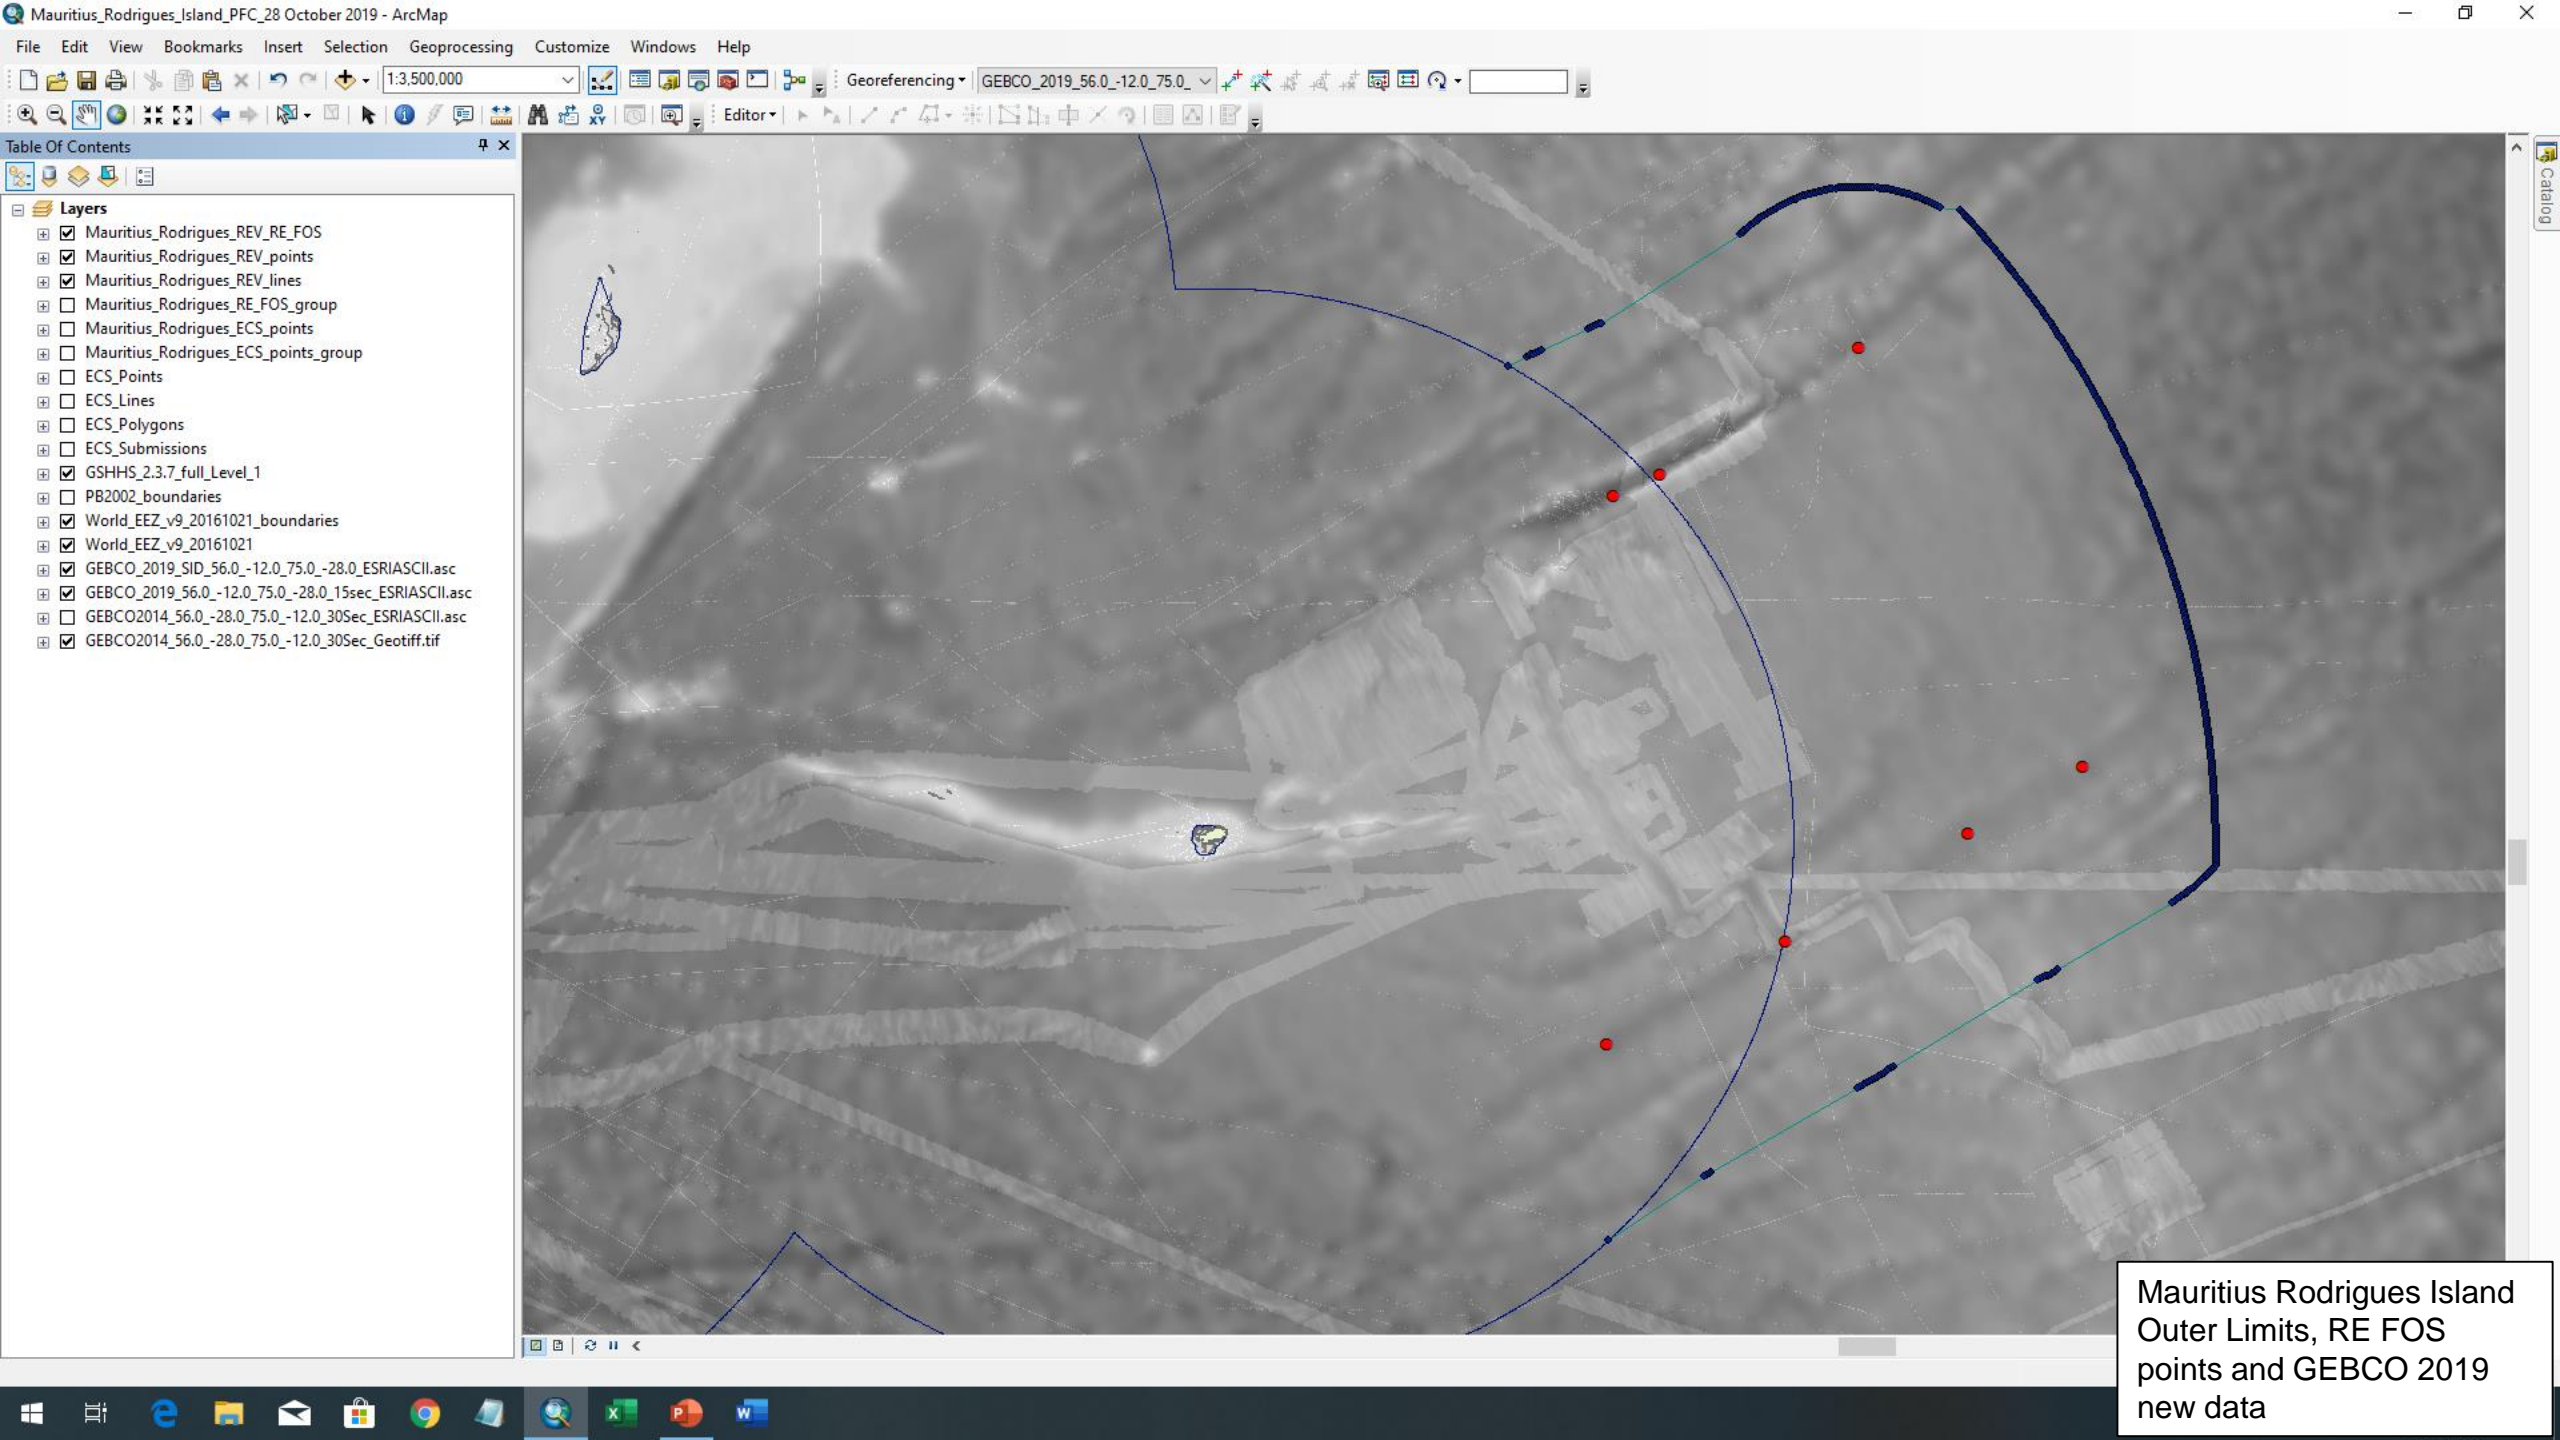 Mauritius_Rodrigues_Island_PFC_28 October 2019 - ArcMap
File Edit View Bookmarks Insert Selection Geoprocessing Customize Windows Help
1:3,500,000 Georeferencing GEBCO_2019_56.0_-12.0_75.0_
Editor
Table Of Contents
Catalog
Layers
Mauritius_Rodrigues_REV_RE_FOS
Mauritius_Rodrigues_REV_points
Mauritius_Rodrigues_REV_lines
Mauritius_Rodrigues_RE_FOS_group
Mauritius_Rodrigues_ECS_points
Mauritius_Rodrigues_ECS_points_group
ECS_Points
ECS_Lines
ECS_Polygons
ECS_Submissions
GSHHS_2.3.7_full_Level_1
PB2002_boundaries
World_EEZ_v9_20161021_boundaries
World_EEZ_v9_20161021
GEBCO_2019_SID_56.0_-12.0_75.0_-28.0_ESRIASCII.asc
GEBCO_2019_56.0_-12.0_75.0_-28.0_15sec_ESRIASCII.asc
GEBCO2014_56.0_-28.0_75.0_-12.0_30Sec_ESRIASCII.asc
GEBCO2014_56.0_-28.0_75.0_-12.0_30Sec_Geotiff.tif
Mauritius Rodrigues Island
Outer Limits, RE FOS
points and GEBCO 2019
new data